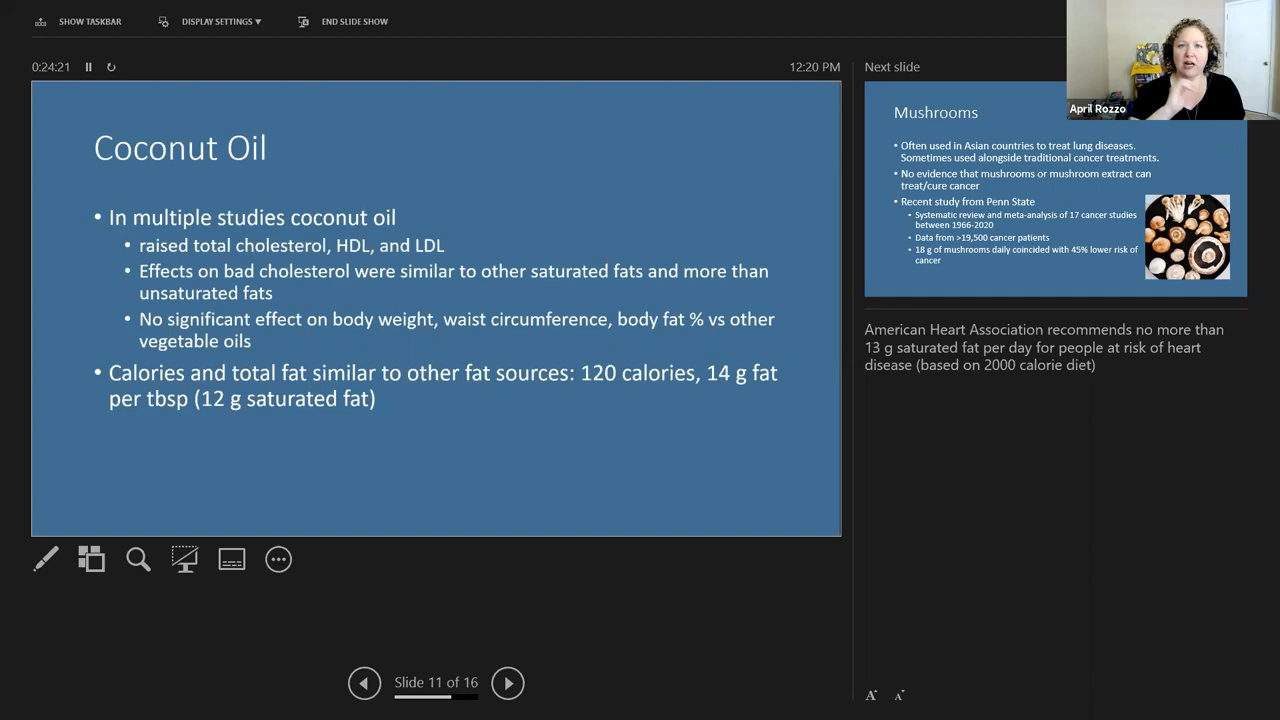 SHOW TASKBAR
DISPLAY SETTINGS ▼
END SLIDE SHOW
0:24:21
12:20 PM
Coconut Oil
• In multiple studies coconut oil
• raised total cholesterol, HDL, and LDL
• Effects on bad cholesterol were similar to other saturated fats and more than
unsaturated fats
• No significant effect on body weight, waist circumference, body fat % vs other
vegetable oils
• Calories and total fat similar to other fat sources: 120 calories, 14 g fat
per tbsp (12 g saturated fat)
Slide 11 of 16
Next slide
April Rozzo
Mushrooms
• Often used in Asian countries to treat lung diseases.
Sometimes used alongside traditional cancer treatments.
• No evidence that mushrooms or mushroom extract can
treat/cure cancer
• Recent study from Penn State
• Systematic review and meta-analysis of 17 cancer studies
between 1966-2020
• Data from >19,500 cancer patients
• 18 g of mushrooms daily coincided with 45% lower risk of
cancer
American Heart Association recommends no more than
13 g saturated fat per day for people at risk of heart
disease (based on 2000 calorie diet)
A A